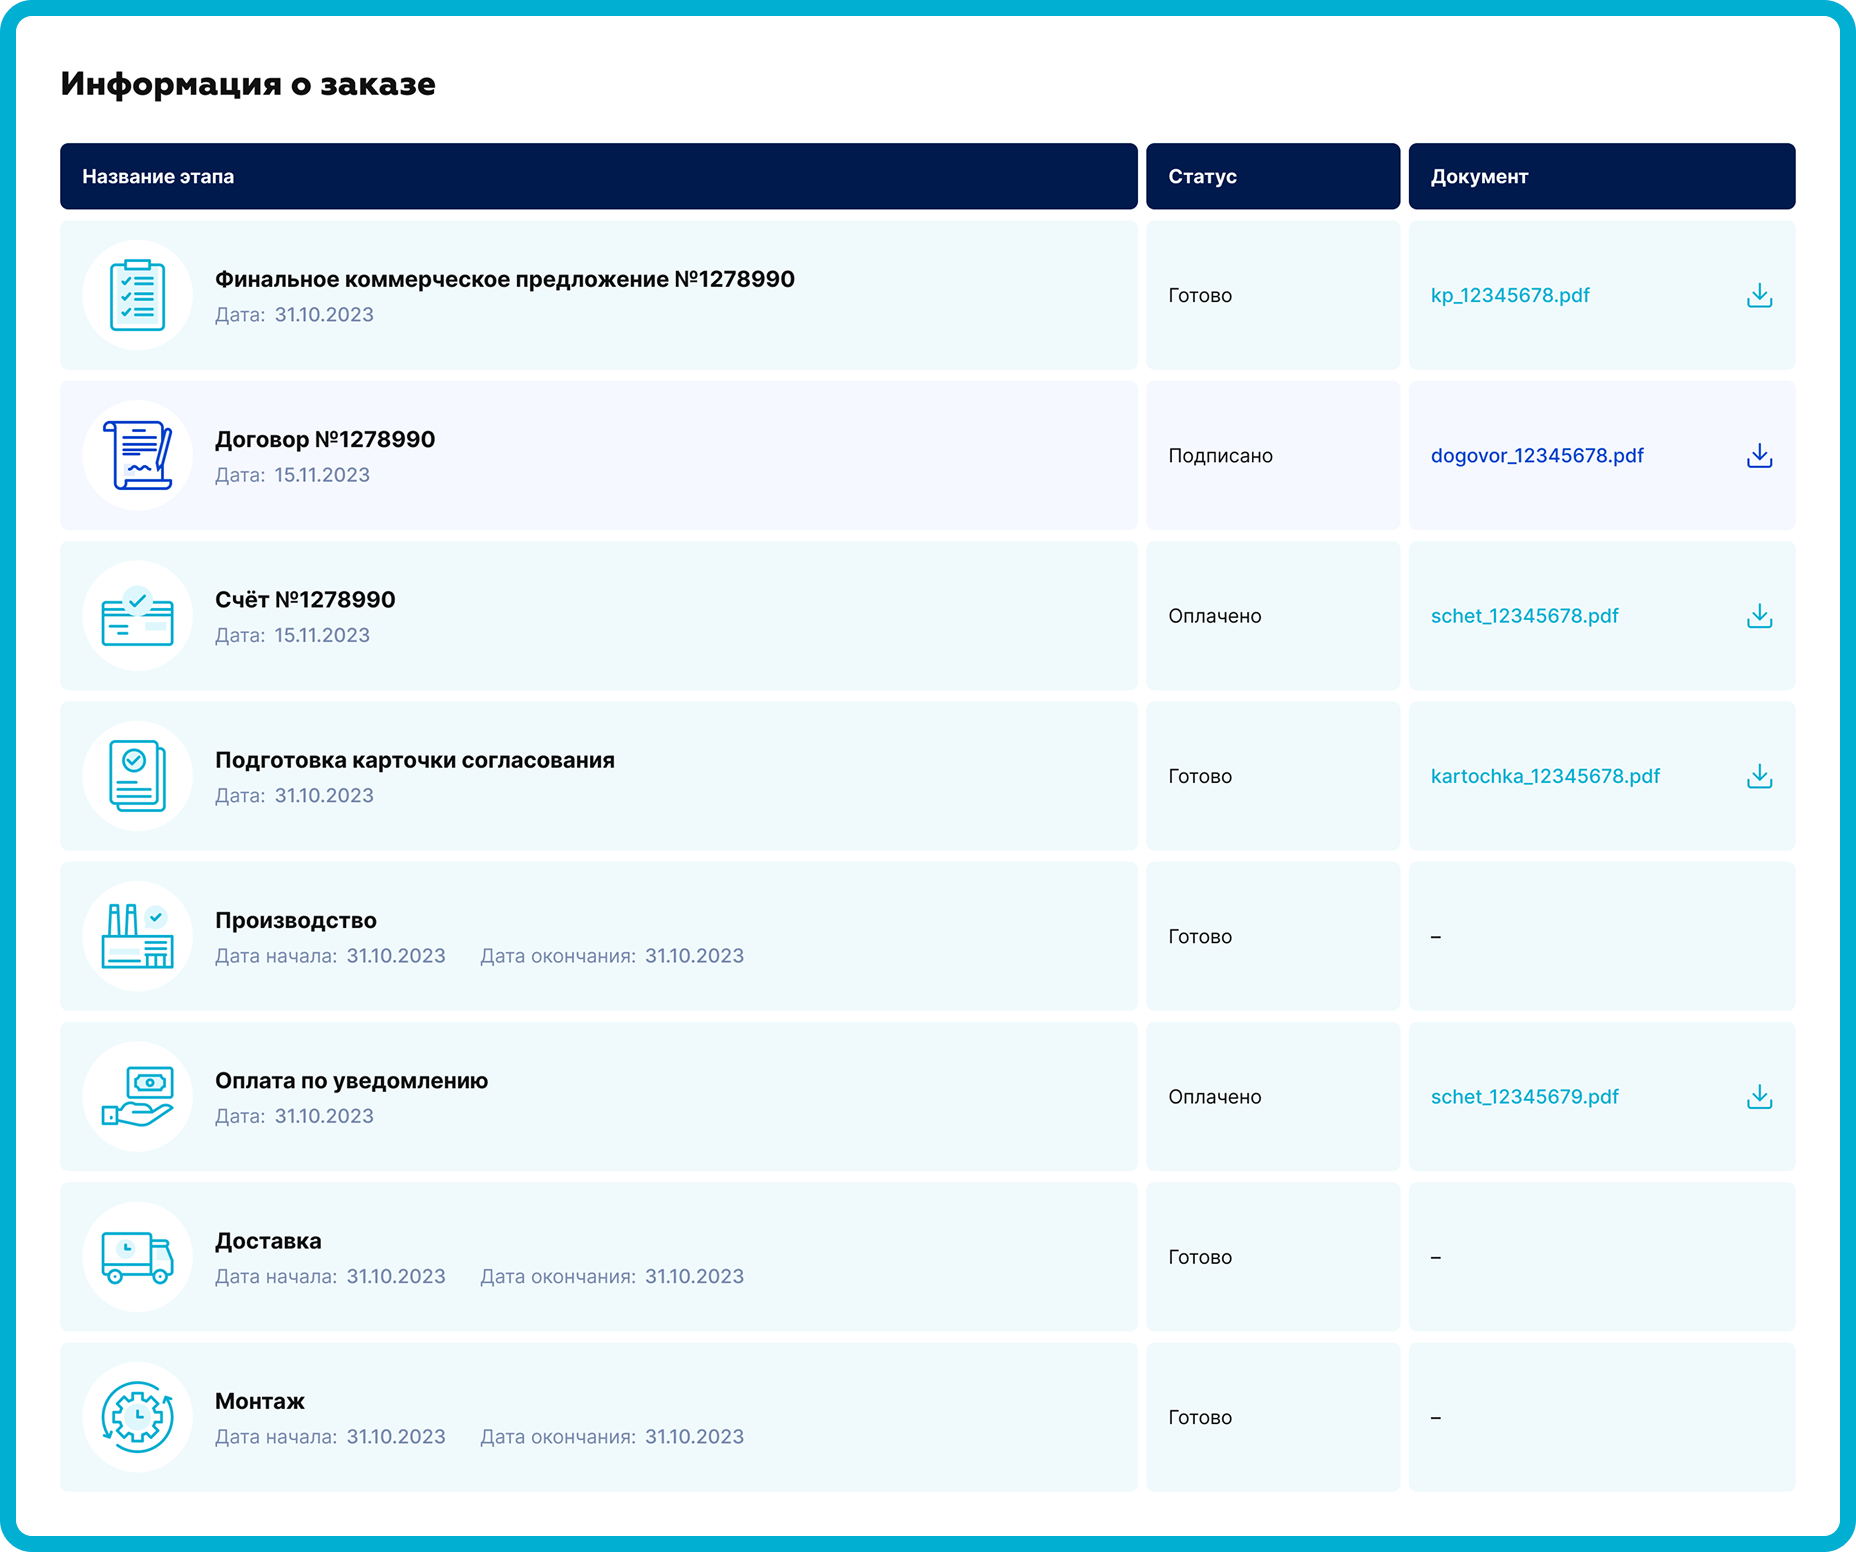 Информация о заказе
Название этапа Статус Документ
Финальное коммерческое предложение №1278990
Дата: 31.10.2023
Готово kp_12345678.pdf
Договор №1278990
Дата: 15.11.2023
Подписано dogovor_12345678.pdf
Счёт №1278990
Дата: 15.11.2023
Оплачено schet_12345678.pdf
Подготовка карточки согласования
Дата: 31.10.2023
Готово kartochka_12345678.pdf
Производство
Дата начала: 31.10.2023 Дата окончания: 31.10.2023
Готово –
Оплата по уведомлению
Дата: 31.10.2023
Оплачено schet_12345679.pdf
Доставка
Дата начала: 31.10.2023 Дата окончания: 31.10.2023
Готово –
Монтаж
Дата начала: 31.10.2023 Дата окончания: 31.10.2023
Готово –